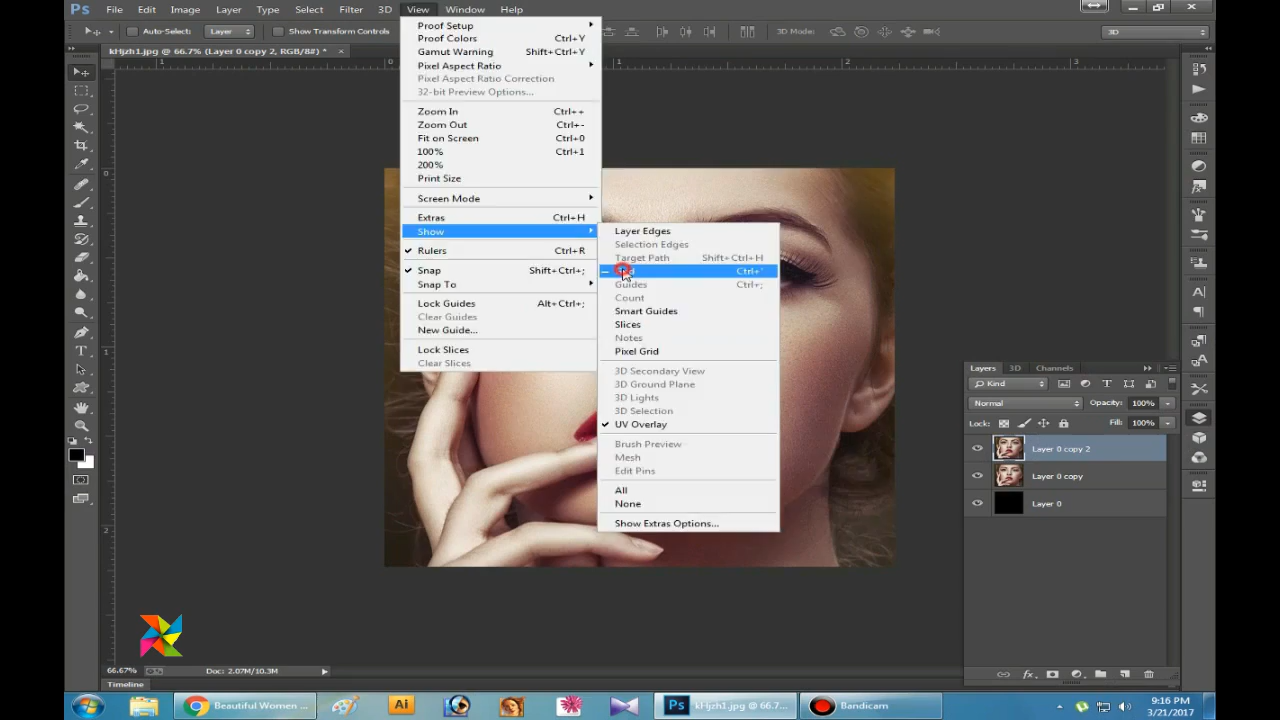 Ps File Edit Image Layer Type Select Filter 3D View Window Help
Auto-Select: Layer Show Transform Controls 3D Mode: 3D
kHjzh1.jpg @ 66.7% (Layer 0 copy 2, RGB/8#) * ×
1 0 1 2 3
Proof Setup
Proof Colors Ctrl+Y
Gamut Warning Shift+Ctrl+Y
Pixel Aspect Ratio
Pixel Aspect Ratio Correction
32-bit Preview Options...
Zoom In Ctrl++
Zoom Out Ctrl+-
Fit on Screen Ctrl+0
100% Ctrl+1
200%
Print Size
Screen Mode
Extras Ctrl+H
Show
Rulers Ctrl+R
Snap Shift+Ctrl+;
Snap To
Lock Guides Alt+Ctrl+;
Clear Guides
New Guide...
Lock Slices
Clear Slices
Layer Edges
Selection Edges
Target Path Shift+Ctrl+H
Ctrl+'
Guides Ctrl+;
Count
Smart Guides
Slices
Notes
Pixel Grid
3D Secondary View
3D Ground Plane
3D Lights
3D Selection
UV Overlay
Brush Preview
Mesh
Edit Pins
All
None
Show Extras Options...
0
1
2
Layers 3D Channels
Kind
Normal Opacity: 100%
Lock: Fill: 100%
Layer 0 copy 2
Layer 0 copy
Layer 0
66.67% Doc: 2.07M/10.3M
Timeline
Beautiful Women ... Ai Ps kHjzh1.jpg @ 66.7... Bandicam
9:16 PM
3/21/2017